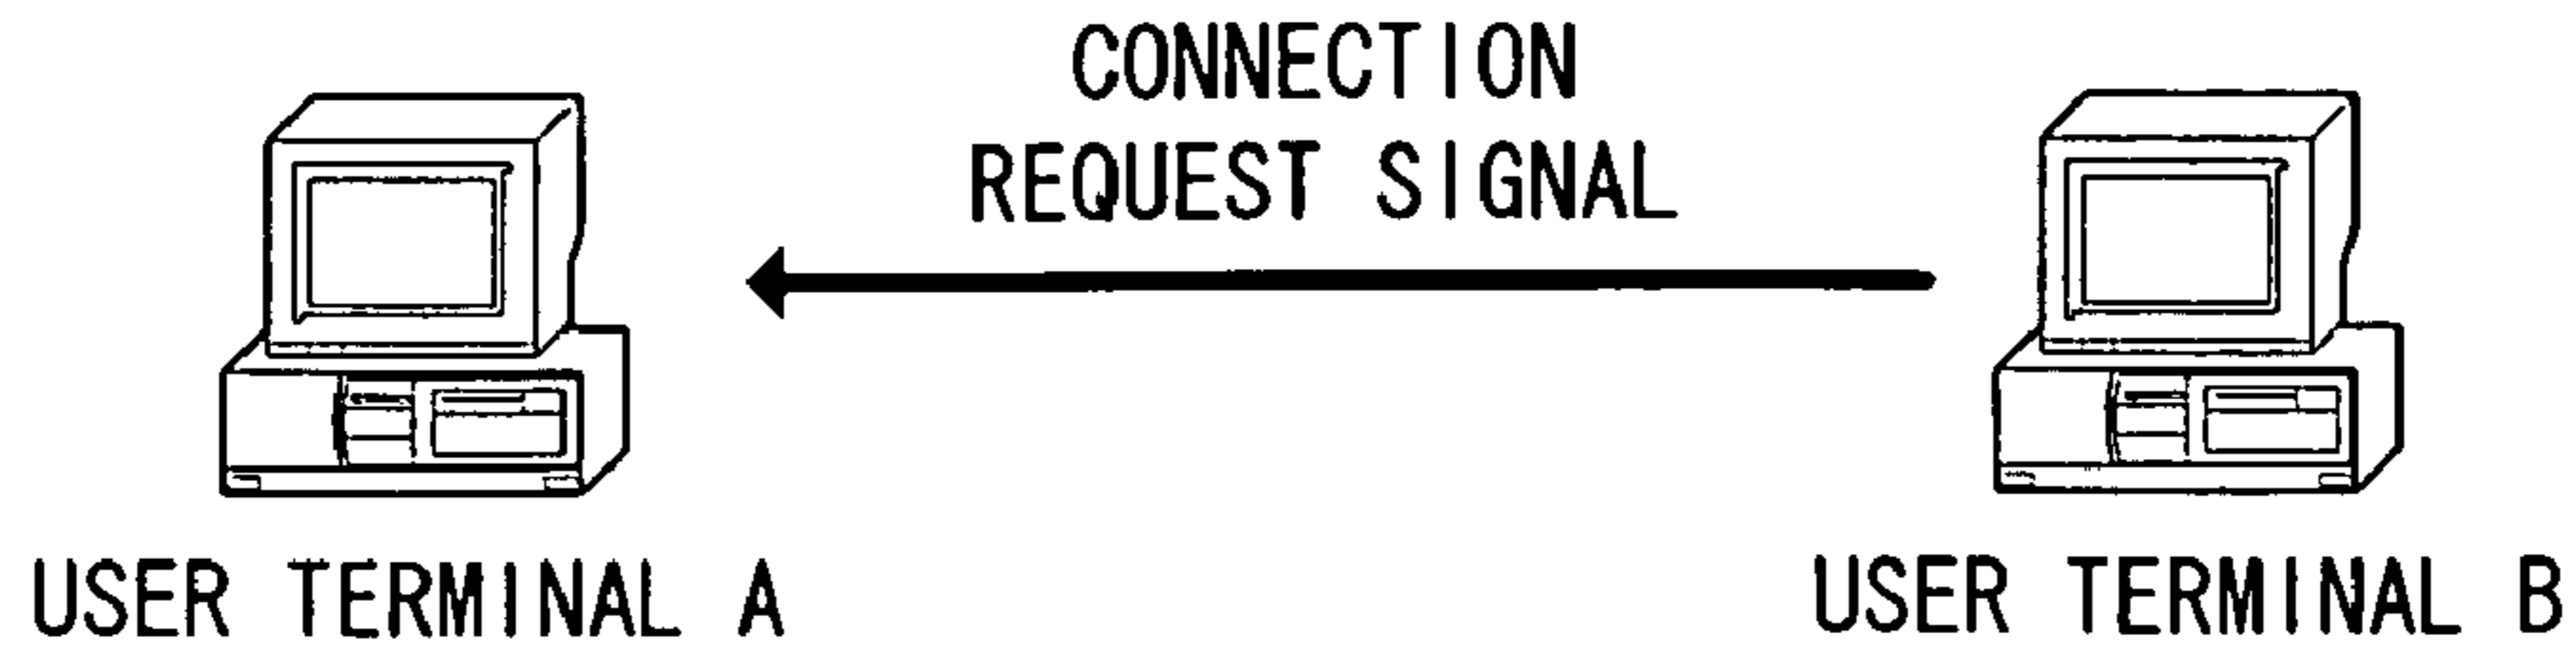 CONNECTION
REQUEST SIGNAL
USER TERMINAL A
USER TERMINAL B